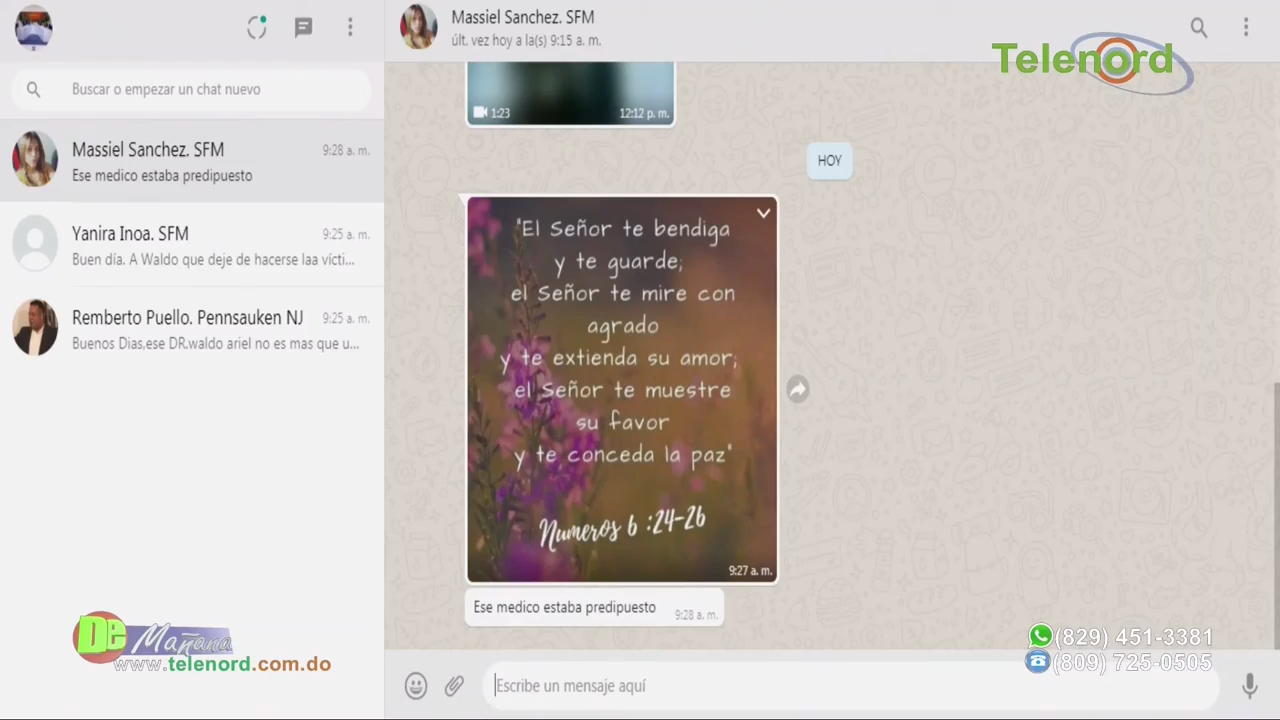 Massiel Sanchez. SFM
últ. vez hoy a la(s) 9:15 a. m.
Telenord
Buscar o empezar un chat nuevo
1:23
12:12 p. m.
Massiel Sanchez. SFM
9:28 a. m.
Ese medico estaba predipuesto
HOY
Yanira Inoa. SFM
9:25 a. m.
Buen día. A Waldo que deje de hacerse laa vícti...
Remberto Puello. Pennsauken NJ
9:25 a. m.
Buenos Dias,ese DR.waldo ariel no es mas que u...
"El Señor te bendiga
y te guarde;
el Señor te mire con
agrado
y te extienda su amor;
el Señor te muestre
su favor
y te conceda la paz"
Numeros 6 :24-26
9:27 a. m.
Ese medico estaba predipuesto
9:28 a. m.
De Mañana
www.telenord.com.do
(829) 451-3381
(809) 725-0505
Escribe un mensaje aquí